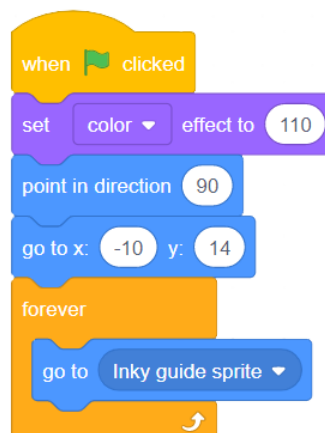 when clicked
set color effect to 110
point in direction 90
go to x: -10 y: 14
forever
go to Inky guide sprite